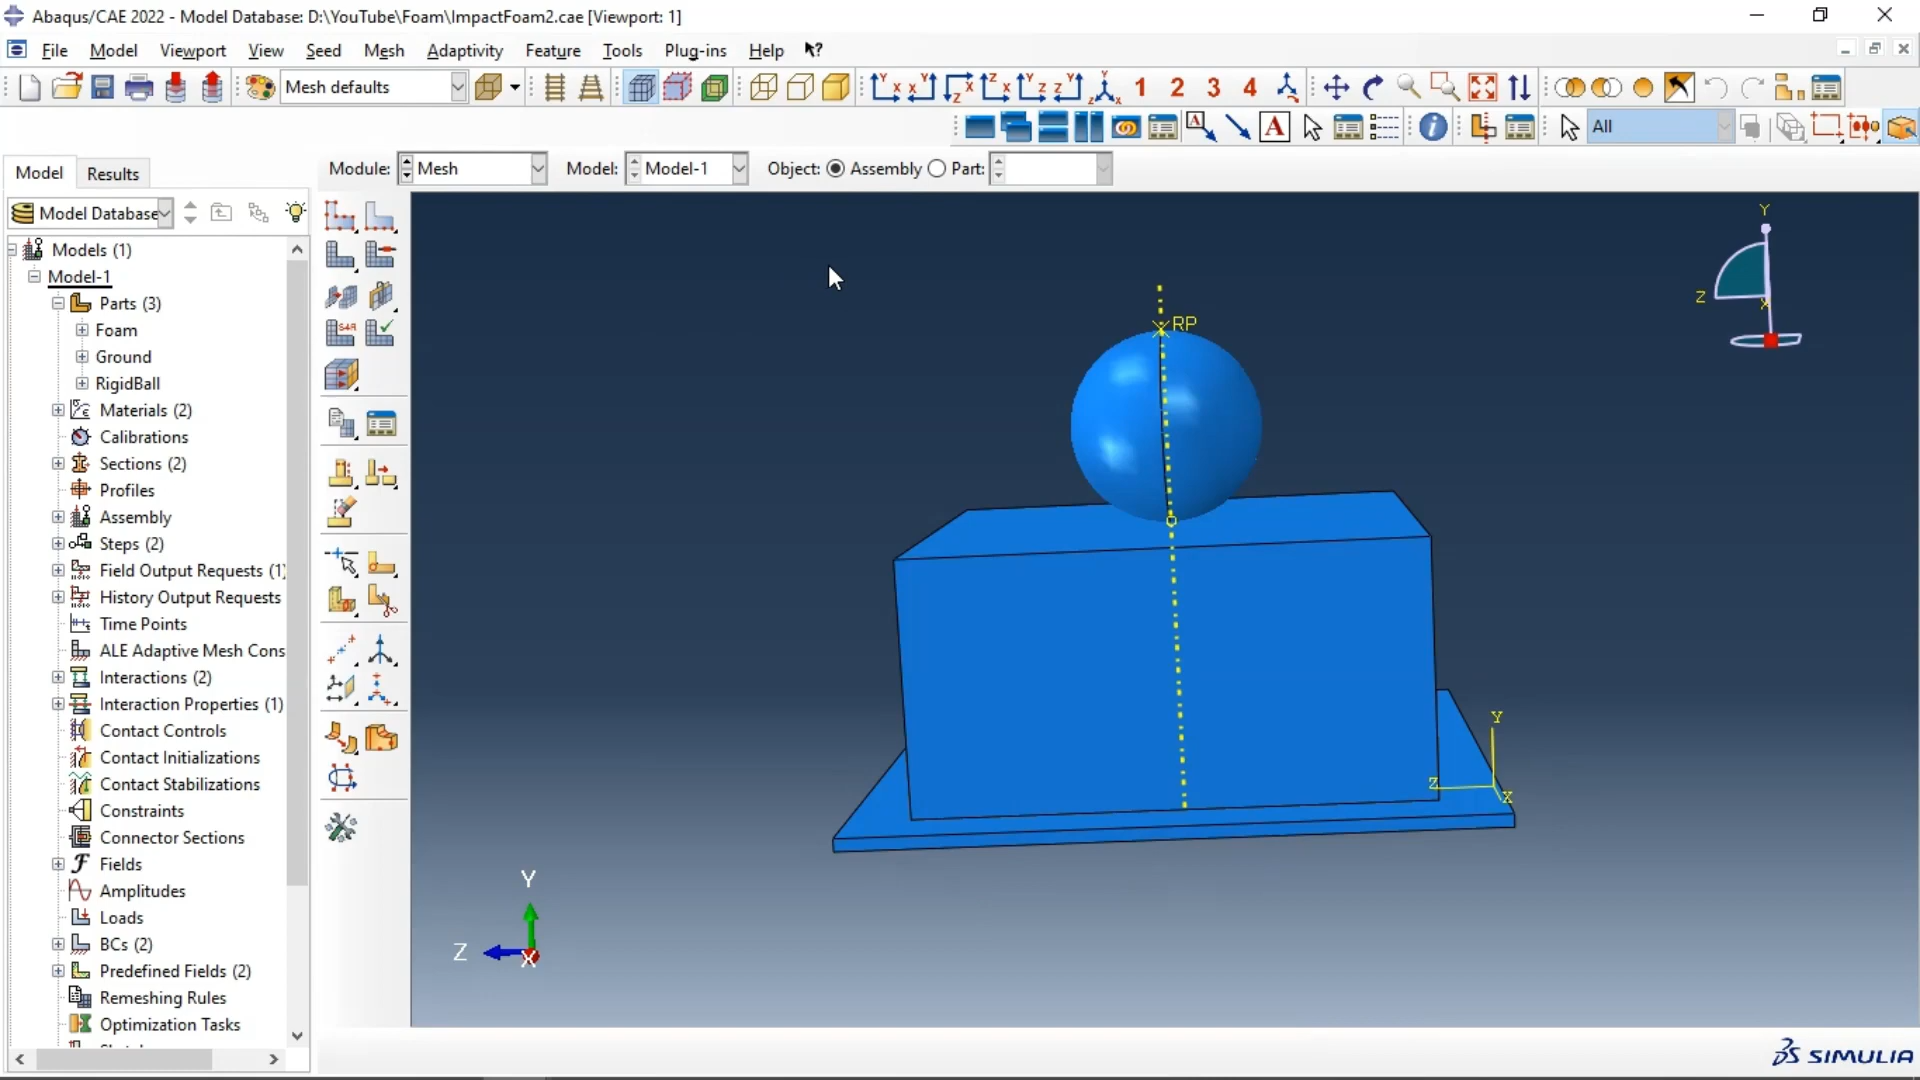 Abaqus/CAE 2022 - Model Database: D:\YouTube\Foam\ImpactFoam2.cae [Viewport: 1]
File Model Viewport View Seed Mesh Adaptivity Feature Tools Plug-ins Help
Mesh defaults 1 2 3 4
A A i All
Model Results Module: Mesh Model: Model-1 Object: Assembly Part:
Model Database
Models (1)
Model-1
Parts (3)
Foam
Ground
RigidBall
Materials (2)
Calibrations
Sections (2)
Profiles
Assembly
Steps (2)
Field Output Requests (1)
History Output Requests
Time Points
ALE Adaptive Mesh Cons
Interactions (2)
Interaction Properties (1)
Contact Controls
Contact Initializations
Contact Stabilizations
Constraints
Connector Sections
Fields
Amplitudes
Loads
BCs (2)
Predefined Fields (2)
Remeshing Rules
Optimization Tasks
S4R
RP
Y
Z
X
Y
Z
X
Y
Z
X
SIMULIA